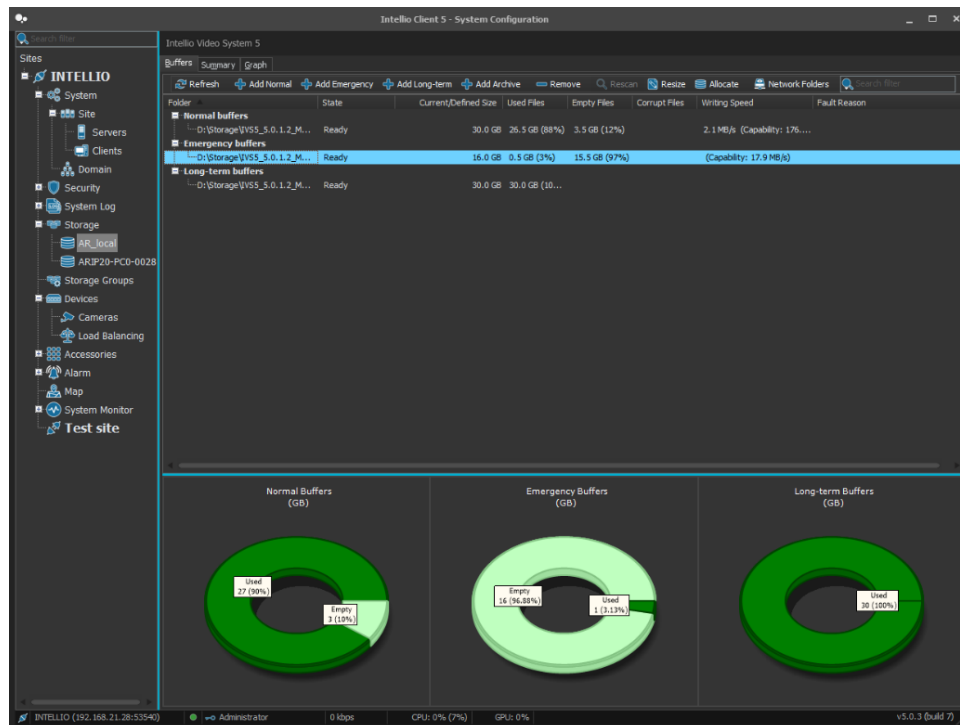 Intellio Client 5 - System Configuration
Search filter
Sites
INTELLIO
System
Site
Servers
Clients
Domain
Security
System Log
Storage
AR_local
ARIP20-PC0-0028
Storage Groups
Devices
Cameras
Load Balancing
Accessories
Alarm
Map
System Monitor
Test site
Intellio Video System 5
Buffers Summary Graph
Refresh Add Normal Add Emergency Add Long-term Add Archive Remove Rescan Resize Allocate Network Folders Search filter
Folder State Current/Defined Size Used Files Empty Files Corrupt Files Writing Speed Fault Reason
Normal buffers
D:\Storage\IVS5_5.0.1.2_M... Ready 30.0 GB 26.5 GB (88%) 3.5 GB (12%) 2.1 MB/s (Capability: 176....
Emergency buffers
D:\Storage\IVS5_5.0.1.2_M... Ready 16.0 GB 0.5 GB (3%) 15.5 GB (97%) (Capability: 17.9 MB/s)
Long-term buffers
D:\Storage\IVS5_5.0.1.2_M... Ready 30.0 GB 30.0 GB (10...
Normal Buffers
(GB)
Used
27 (90%)
Empty
3 (10%)
Emergency Buffers
(GB)
Empty
16 (96.88%)
Used
1 (3.13%)
Long-term Buffers
(GB)
Used
30 (100%)
INTELLIO (192.168.21.28:53540) Administrator 0 kbps CPU: 0% (7%) GPU: 0% v5.0.3 (build 7)